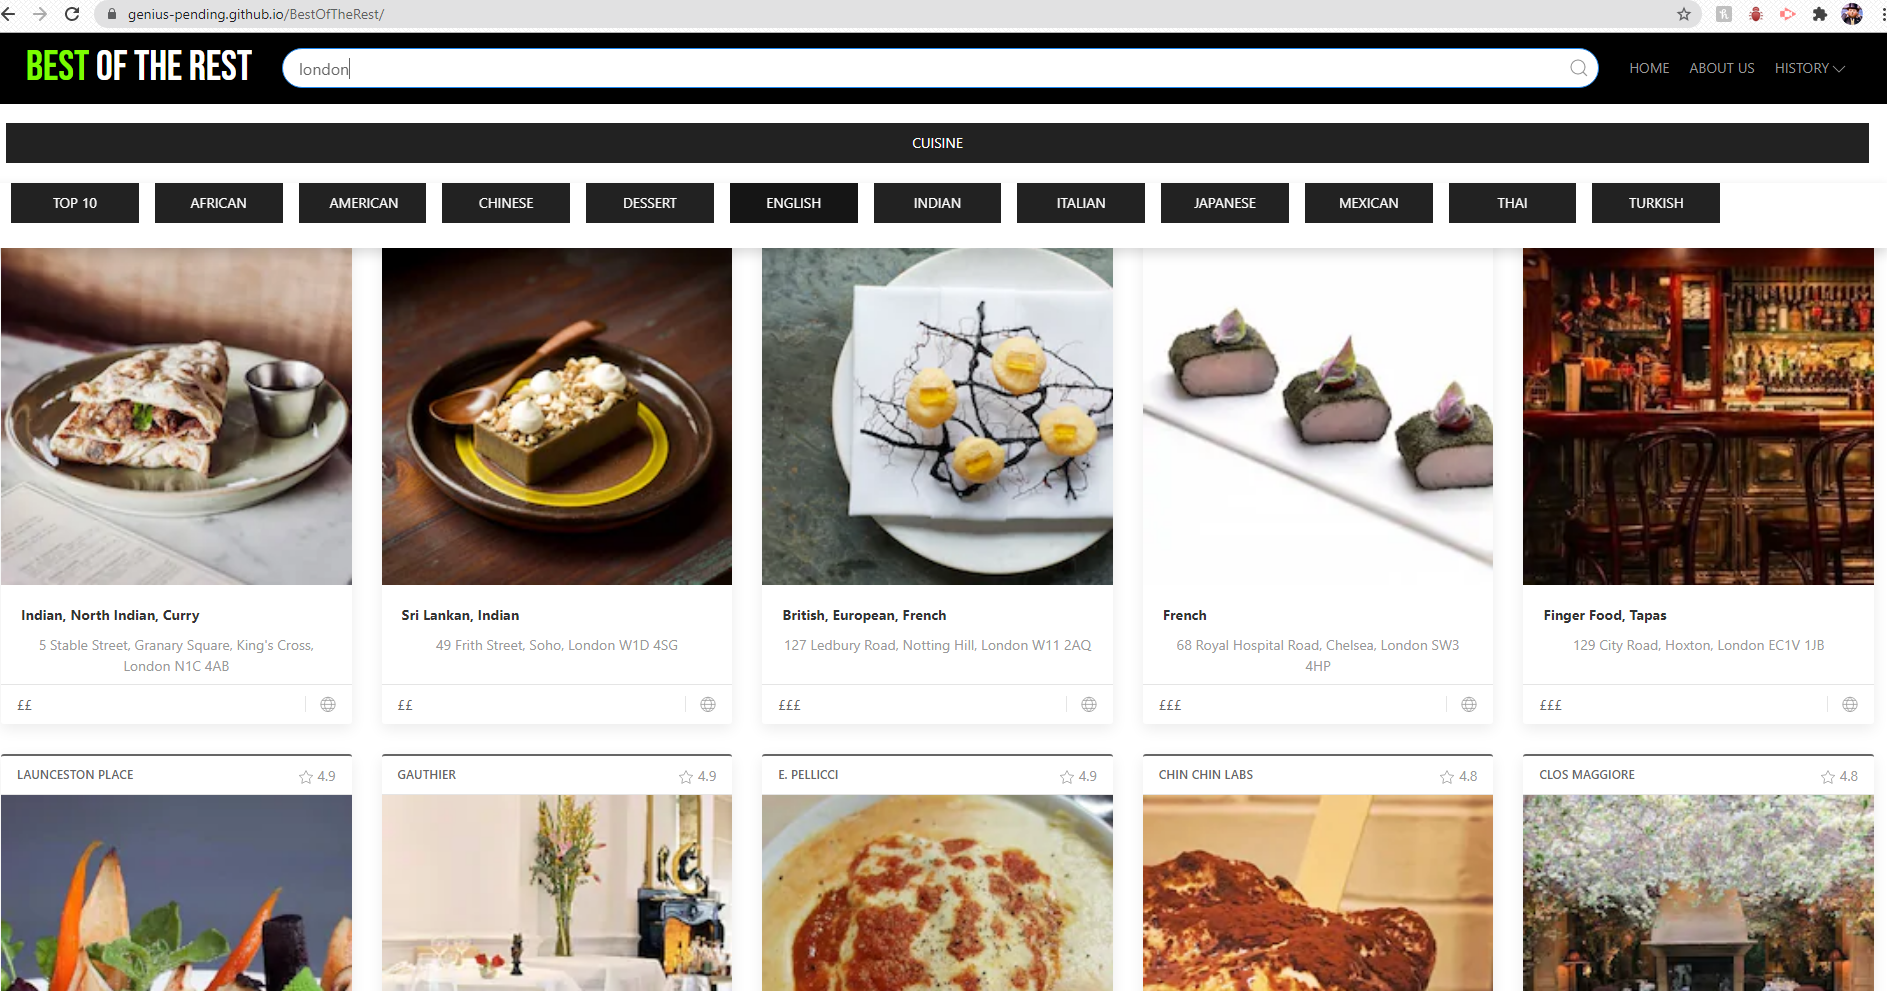 genius-pending.github.io/BestOfTheRest/
BEST OF THE REST
london
HOME
ABOUT US
HISTORY
CUISINE
TOP 10
AFRICAN
AMERICAN
CHINESE
DESSERT
ENGLISH
INDIAN
ITALIAN
JAPANESE
MEXICAN
THAI
TURKISH
Indian, North Indian, Curry
5 Stable Street, Granary Square, King's Cross,
London N1C 4AB
££
Sri Lankan, Indian
49 Frith Street, Soho, London W1D 4SG
££
British, European, French
127 Ledbury Road, Notting Hill, London W11 2AQ
£££
French
68 Royal Hospital Road, Chelsea, London SW3
4HP
£££
Finger Food, Tapas
129 City Road, Hoxton, London EC1V 1JB
£££
LAUNCESTON PLACE
4.9
GAUTHIER
4.9
E. PELLICCI
4.9
CHIN CHIN LABS
4.8
CLOS MAGGIORE
4.8